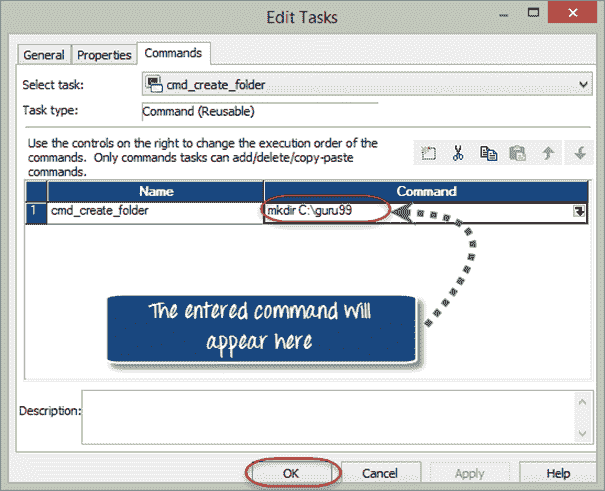 Edit Tasks
General Properties Commands
Select task: cmd_create_folder
Task type: Command (Reusable)
Use the controls on the right to change the execution order of the
commands. Only commands tasks can add/delete/copy-paste
commands.
Name Command
1 cmd_create_folder mkdir C:\guru99
The entered command will
appear here
Description:
OK Cancel Apply Help